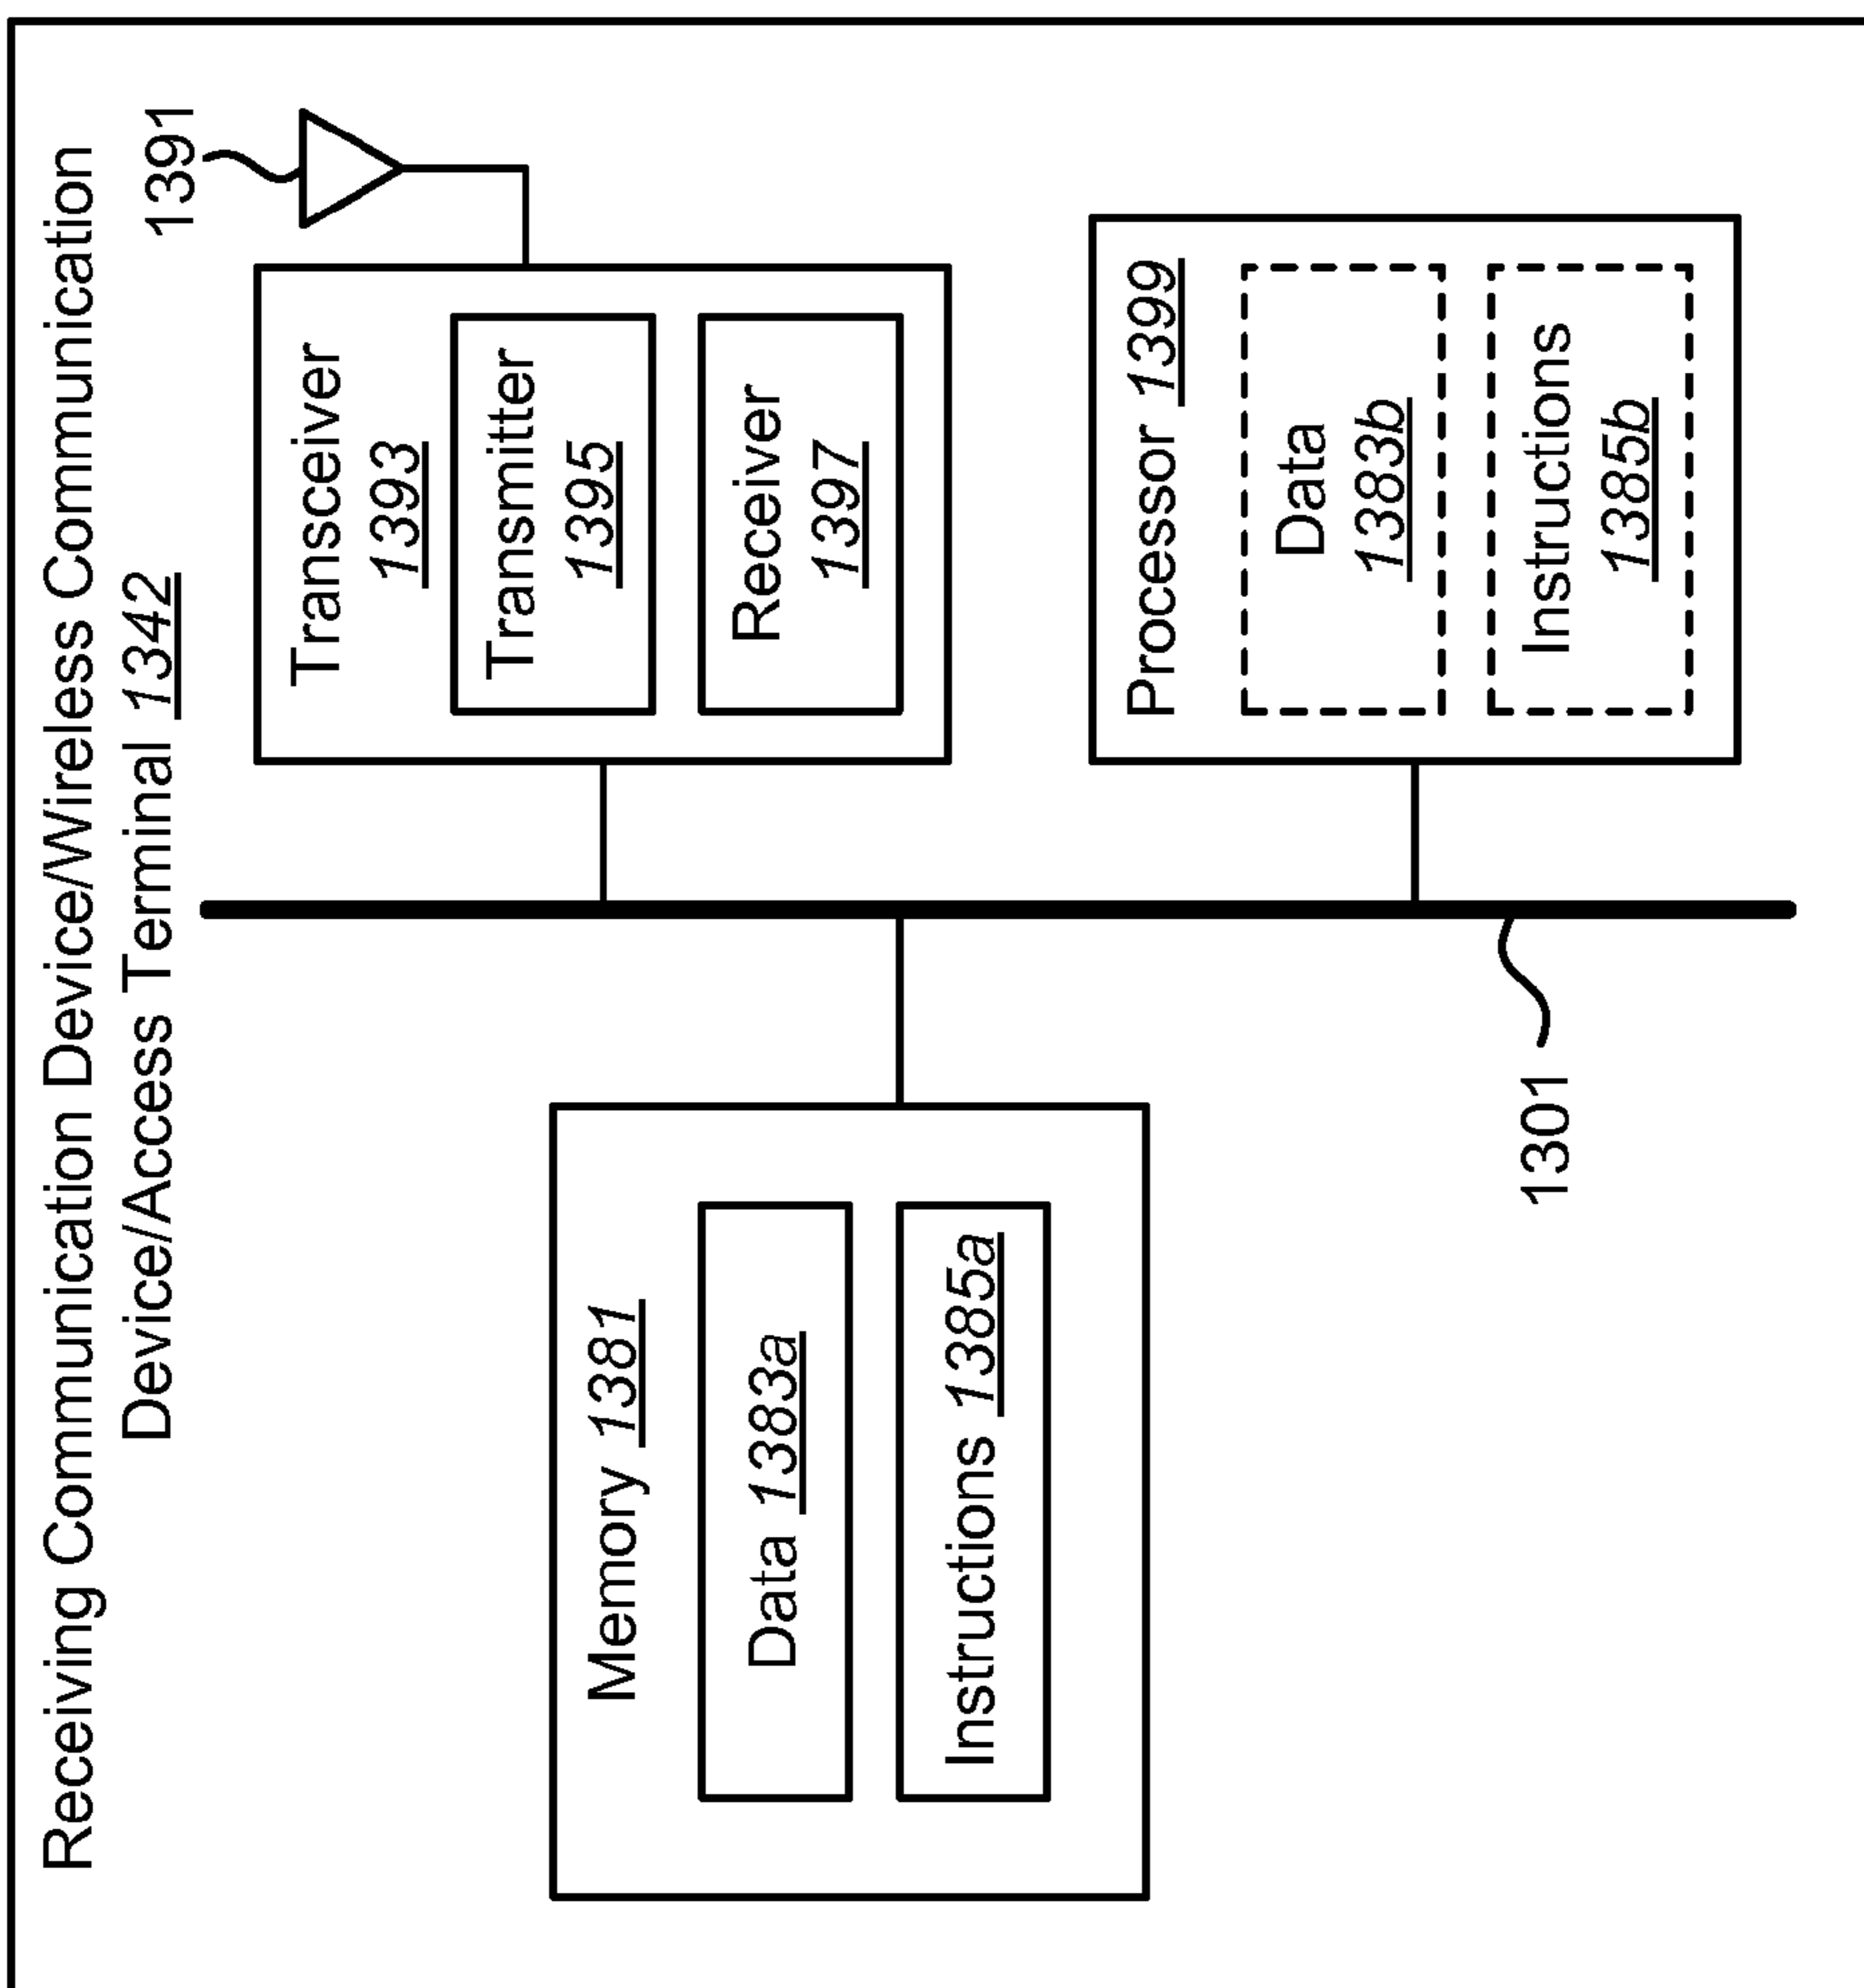 Receiving Communication Device/Wireless Communication
Device/Access Terminal 1342
1391
Transceiver
1393
Transmitter
1395
Receiver
1397
Memory 1381
Data 1383a
Instructions 1385a
Processor 1399
Data
1383b
Instructions
1385b
1301